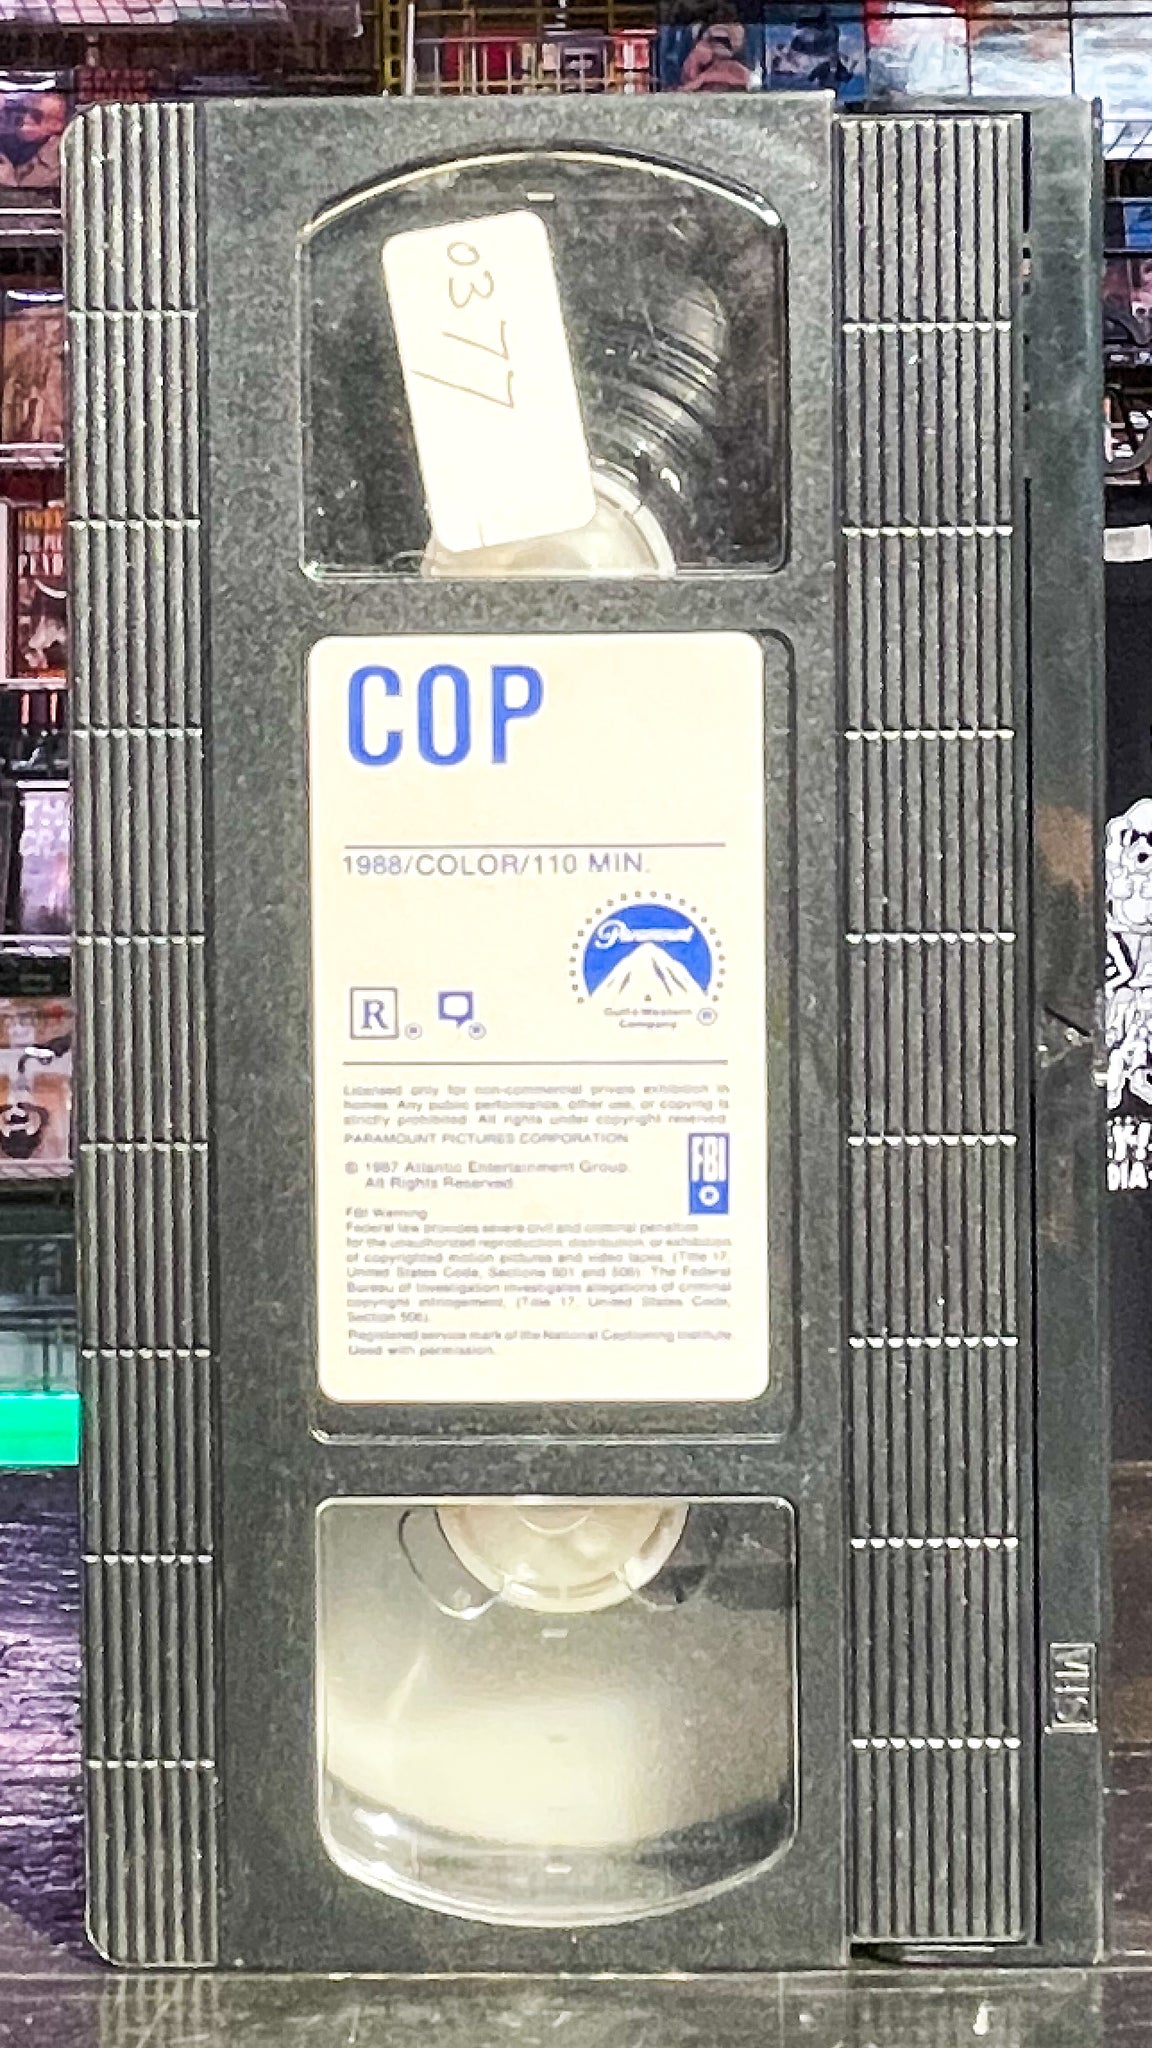 0377
COP
1988/COLOR/110 MIN.
Paramount
Gulf+Western
Company
R
Licensed only for non-commercial private exhibition in
homes. Any public performance, other use, or copying is
strictly prohibited. All rights under copyright reserved.
PARAMOUNT PICTURES CORPORATION
FBI
© 1987 Atlantic Entertainment Group.
All Rights Reserved
FBI Warning
Federal law provides severe civil and criminal penalties
for the unauthorized reproduction, distribution or exhibition
of copyrighted motion pictures and video tapes. (Title 17,
United States Code, Sections 501 and 506). The Federal
Bureau of Investigation investigates allegations of criminal
copyright infringement. (Title 17, United States Code,
Section 506).
Registered service mark of the National Captioning Institute
Used with permission.
VHS
DIA